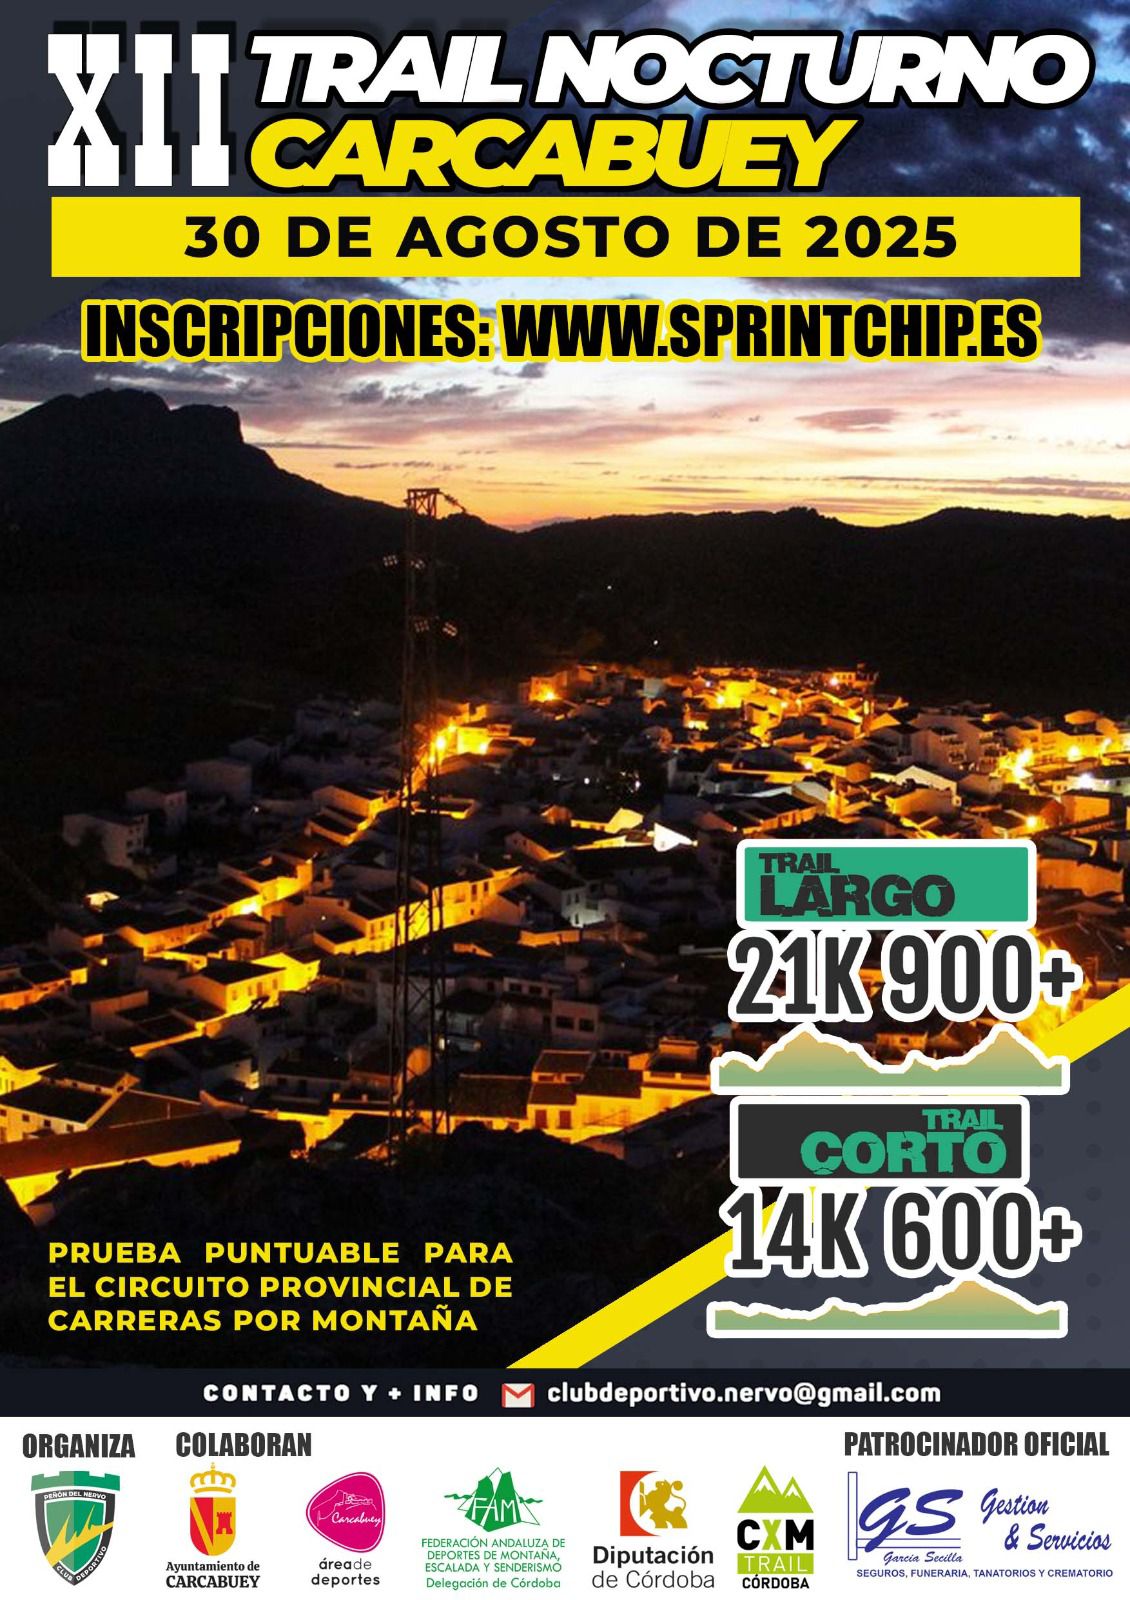 XII TRAIL NOCTURNO
CARCABUEY
30 DE AGOSTO DE 2025
INSCRIPCIONES: WWW.SPRINTCHIP.ES
TRAIL
LARGO
21K 900+
TRAIL
CORTO
14K 600+
PRUEBA PUNTUABLE PARA
EL CIRCUITO PROVINCIAL DE
CARRERAS POR MONTAÑA
CONTACTO Y + INFO clubdeportivo.nervo@gmail.com
ORGANIZA
PEÑÓN DEL NERVO
CLUB DEPORTIVO
COLABORAN
Ayuntamiento de
CARCABUEY
Carcabuey
área de
deportes
FAM
FEDERACIÓN ANDALUZA DE
DEPORTES DE MONTAÑA,
ESCALADA Y SENDERISMO
Delegación de Córdoba
Diputación
de Córdoba
CXM
TRAIL
CÓRDOBA
PATROCINADOR OFICIAL
GS
García Secilla
Gestion
& Servicios
SEGUROS, FUNERARIA, TANATORIOS Y CREMATORIO